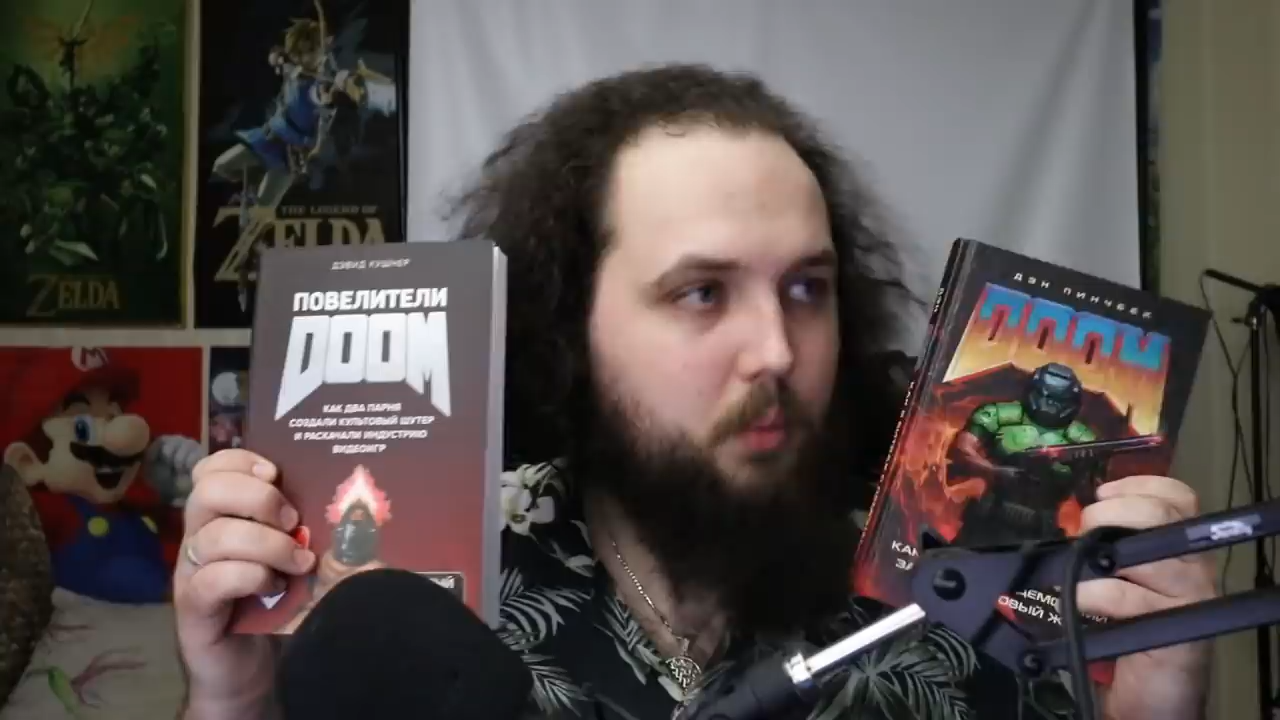 ZELDA
THE LEGEND OF
ZELDA
M
ДЭВИД КУШНЕР
ПОВЕЛИТЕЛИ
DOOM
КАК ДВА ПАРНЯ
СОЗДАЛИ КУЛЬТОВЫЙ ШУТЕР
И РАСКАЧАЛИ ИНДУСТРИЮ
ВИДЕОИГР
ДЭН ПИНЧБЕК
DOOM